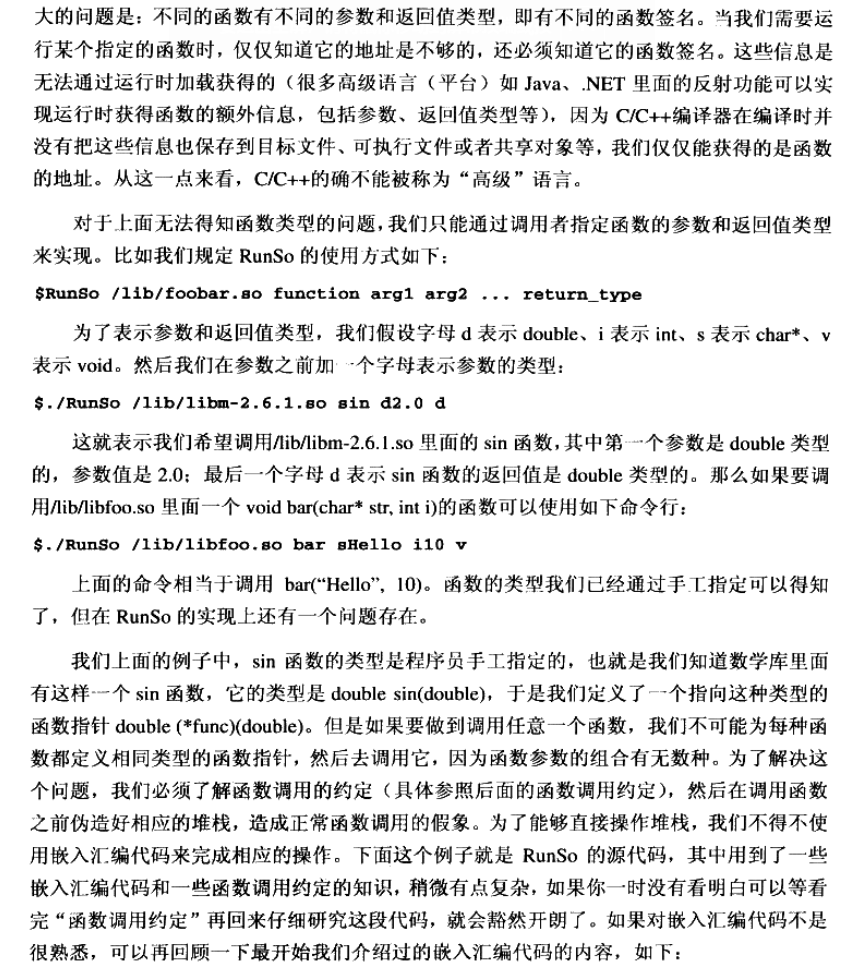 大的问题是：不同的函数有不同的参数和返回值类型，即有不同的函数签名。当我们需要运
行某个指定的函数时，仅仅知道它的地址是不够的，还必须知道它的函数签名。这些信息是
无法通过运行时加载获得的（很多高级语言（平台）如 Java、.NET 里面的反射功能可以实
现运行时获得函数的额外信息，包括参数、返回值类型等），因为 C/C++编译器在编译时并
没有把这些信息也保存到目标文件、可执行文件或者共享对象等，我们仅仅能获得的是函数
的地址。从这一点来看，C/C++的确不能被称为“高级”语言。
对于上面无法得知函数类型的问题，我们只能通过调用者指定函数的参数和返回值类型
来实现。比如我们规定 RunSo 的使用方式如下：
$RunSo /lib/foobar.so function arg1 arg2 ... return_type
为了表示参数和返回值类型，我们假设字母 d 表示 double、i 表示 int、s 表示 char*、v
表示 void。然后我们在参数之前加一个字母表示参数的类型：
$./RunSo /lib/libm-2.6.1.so sin d2.0 d
这就表示我们希望调用/lib/libm-2.6.1.so 里面的 sin 函数，其中第一个参数是 double 类型
的，参数值是 2.0；最后一个字母 d 表示 sin 函数的返回值是 double 类型的。那么如果要调
用/lib/libfoo.so 里面一个 void bar(char* str, int i)的函数可以使用如下命令行：
$./RunSo /lib/libfoo.so bar sHello i10 v
上面的命令相当于调用 bar(“Hello”, 10)。函数的类型我们已经通过手工指定可以得知
了，但在 RunSo 的实现上还有一个问题存在。
我们上面的例子中，sin 函数的类型是程序员手工指定的，也就是我们知道数学库里面
有这样一个 sin 函数，它的类型是 double sin(double)，于是我们定义了一个指向这种类型的
函数指针 double (*func)(double)。但是如果要做到调用任意一个函数，我们不可能为每种函
数都定义相同类型的函数指针，然后去调用它，因为函数参数的组合有无数种。为了解决这
个问题，我们必须了解函数调用的约定（具体参照后面的函数调用约定），然后在调用函数
之前伪造好相应的堆栈，造成正常函数调用的假象。为了能够直接操作堆栈，我们不得不使
用嵌入汇编代码来完成相应的操作。下面这个例子就是 RunSo 的源代码，其中用到了一些
嵌入汇编代码和一些函数调用约定的知识，稍微有点复杂，如果你一时没有看明白可以等看
完“函数调用约定”再回来仔细研究这段代码，就会豁然开朗了。如果对嵌入汇编代码不是
很熟悉，可以再回顾一下最开始我们介绍过的嵌入汇编代码的内容，如下：